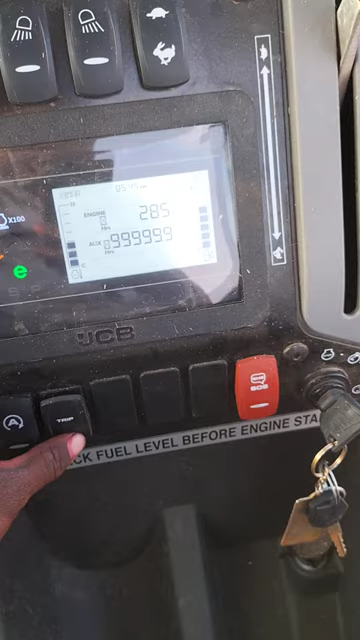 X100
ENGINE 285
Hrs
AUX 999999
Hrs
e
JCB
A
TRIP
SOS
CK FUEL LEVEL BEFORE ENGINE STA